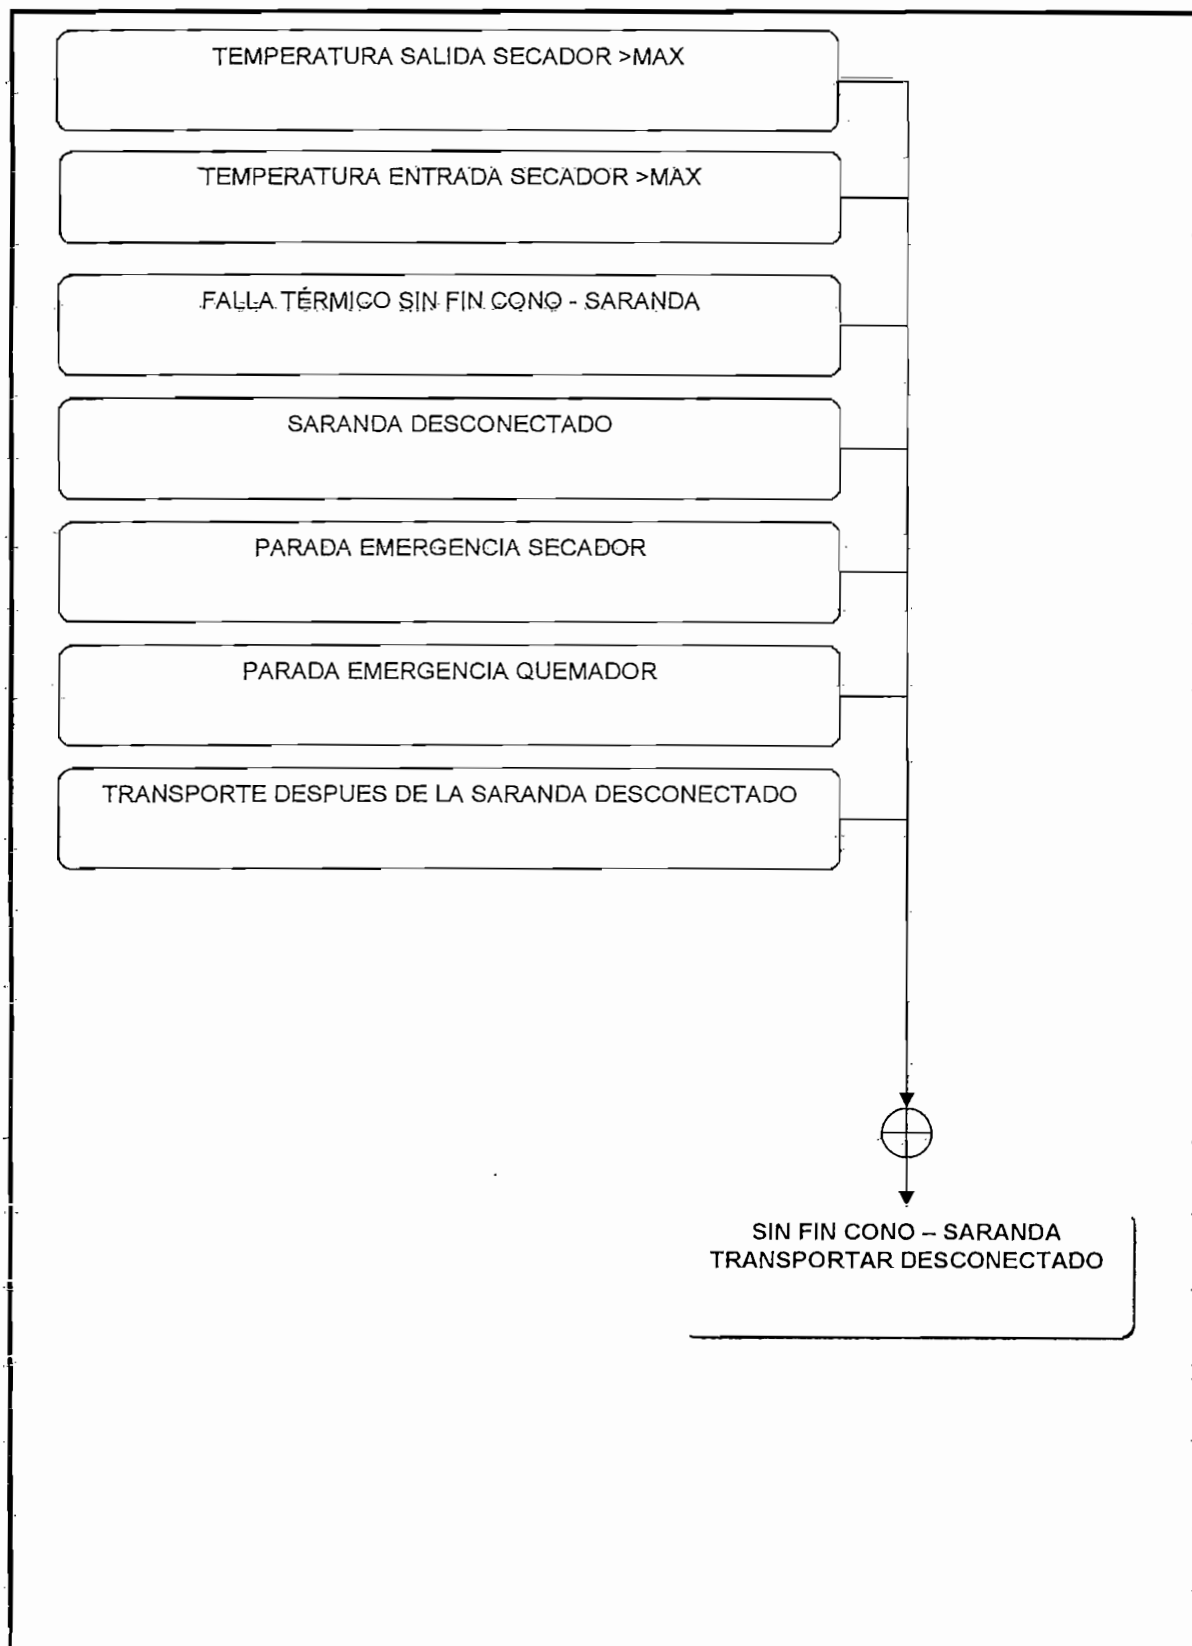 TEMPERATURA SALIDA SECADOR >MAX
TEMPERATURA ENTRADA SECADOR >MAX
FALLA TÉRMICO SIN FIN CONO - SARANDA
SARANDA DESCONECTADO
PARADA EMERGENCIA SECADOR
PARADA EMERGENCIA QUEMADOR
TRANSPORTE DESPUES DE LA SARANDA DESCONECTADO
SIN FIN CONO – SARANDA
TRANSPORTAR DESCONECTADO